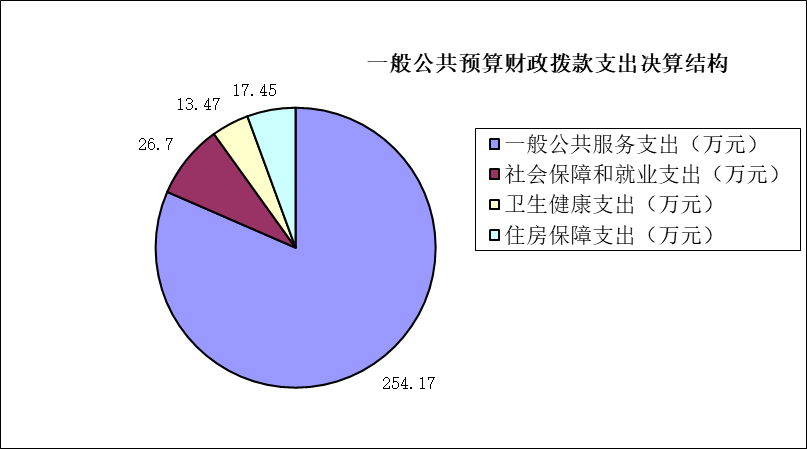 一般公共预算财政拨款支出决算结构
17.45
13.47
26.7
254.17
一般公共服务支出（万元）
社会保障和就业支出（万元）
卫生健康支出（万元）
住房保障支出（万元）